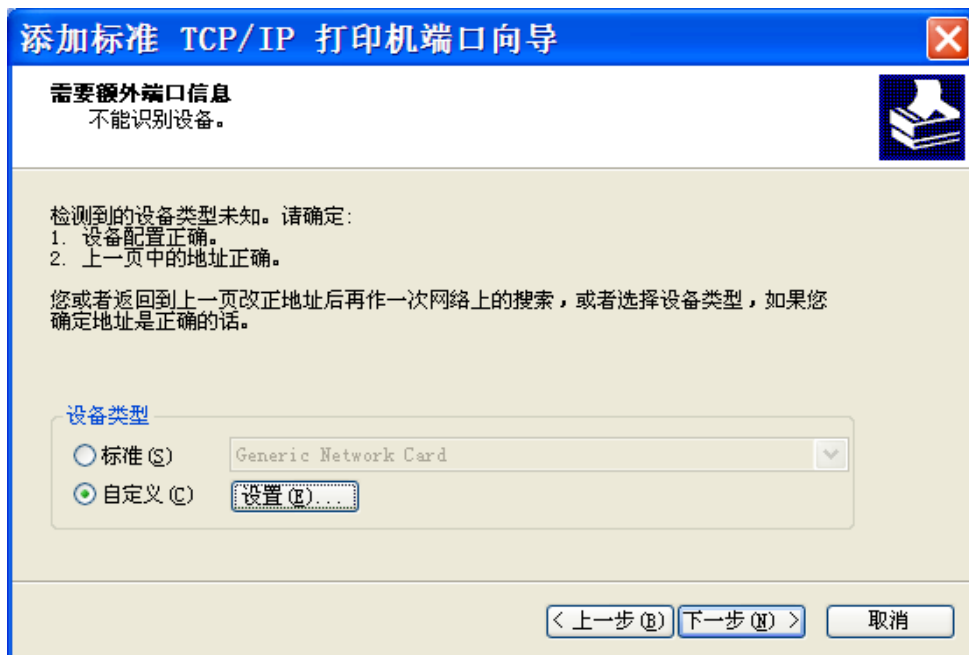 添加标准 TCP/IP 打印机端口向导
需要额外端口信息
不能识别设备。
检测到的设备类型未知。请确定:
1. 设备配置正确。
2. 上一页中的地址正确。
您或者返回到上一页改正地址后再作一次网络上的搜索，或者选择设备类型，如果您
确定地址是正确的话。
设备类型
标准(S) Generic Network Card
自定义(C) 设置(E)...
< 上一步(B) 下一步(N) > 取消